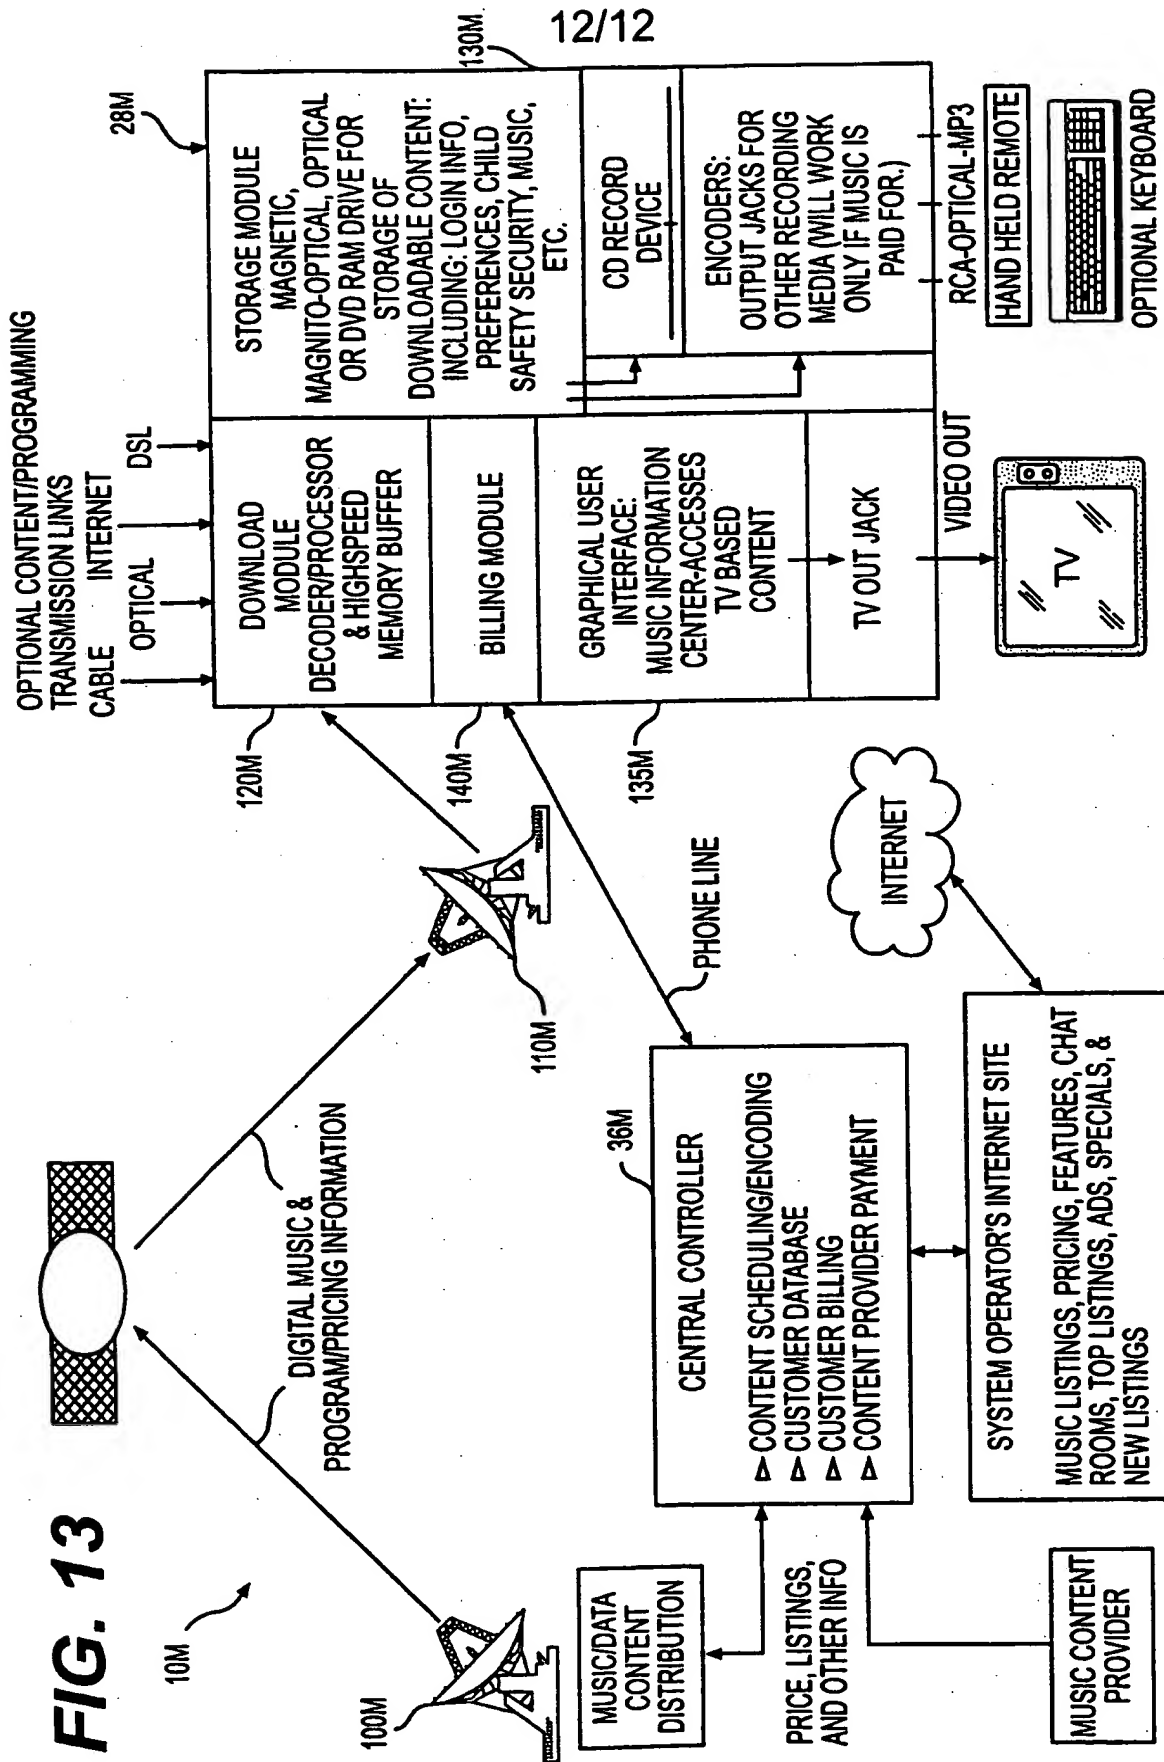 12/12
FIG. 13
10M
100M
DIGITAL MUSIC &
PROGRAM/PRICING INFORMATION
110M
OPTIONAL CONTENT/PROGRAMMING
TRANSMISSION LINKS
CABLE
OPTICAL
INTERNET
DSL
28M
120M
DOWNLOAD
MODULE
DECODER/PROCESSOR
& HIGHSPEED
MEMORY BUFFER
140M
BILLING MODULE
135M
GRAPHICAL USER
INTERFACE:
MUSIC INFORMATION
CENTER-ACCESSES
TV BASED
CONTENT
TV OUT JACK
VIDEO OUT
TV
130M
STORAGE MODULE
MAGNETIC,
MAGNITO-OPTICAL, OPTICAL
OR DVD RAM DRIVE FOR
STORAGE OF
DOWNLOADABLE CONTENT:
INCLUDING: LOGIN INFO,
PREFERENCES, CHILD
SAFETY SECURITY, MUSIC,
ETC.
CD RECORD
DEVICE
ENCODERS:
OUTPUT JACKS FOR
OTHER RECORDING
MEDIA (WILL WORK
ONLY IF MUSIC IS
PAID FOR.)
RCA-OPTICAL-MP3
HAND HELD REMOTE
OPTIONAL KEYBOARD
PHONE LINE
36M
CENTRAL CONTROLLER
▷ CONTENT SCHEDULING/ENCODING
▷ CUSTOMER DATABASE
▷ CUSTOMER BILLING
▷ CONTENT PROVIDER PAYMENT
MUSIC/DATA
CONTENT
DISTRIBUTION
PRICE, LISTINGS,
AND OTHER INFO
MUSIC CONTENT
PROVIDER
INTERNET
SYSTEM OPERATOR'S INTERNET SITE
MUSIC LISTINGS, PRICING, FEATURES, CHAT
ROOMS, TOP LISTINGS, ADS, SPECIALS, &
NEW LISTINGS